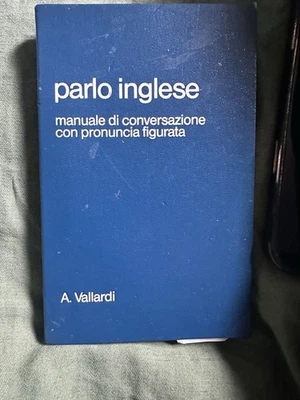 parlo inglese
manuale di conversazione
con pronuncia figurata
A. Vallardi